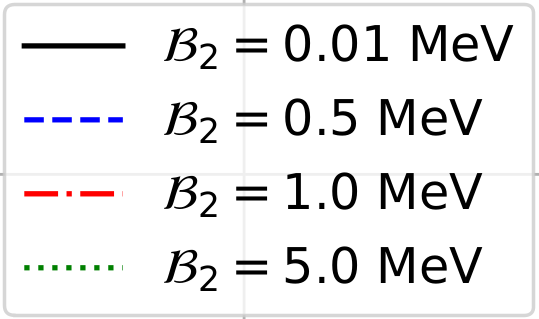 ℬ₂ = 0.01 MeV
ℬ₂ = 0.5 MeV
ℬ₂ = 1.0 MeV
ℬ₂ = 5.0 MeV